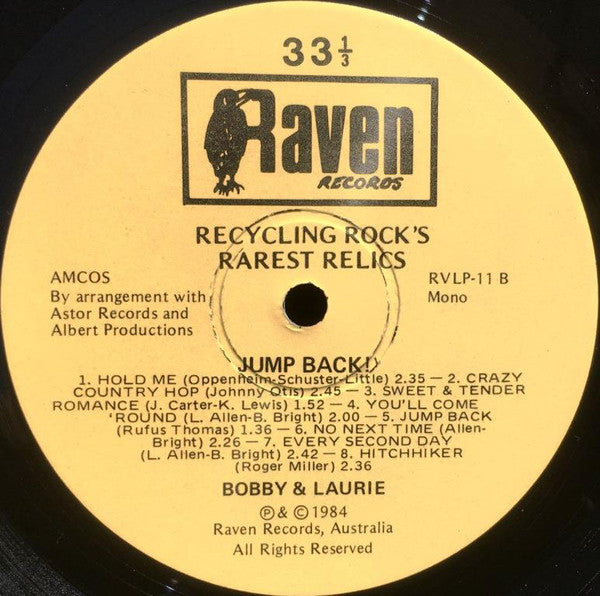 33⅓
Raven
RECORDS
RECYCLING ROCK'S
RAREST RELICS
AMCOS
By arrangement with
Astor Records and
Albert Productions
RVLP-11 B
Mono
JUMP BACK!
1. HOLD ME (Oppenheim-Schuster-Little) 2.35 — 2. CRAZY
COUNTRY HOP (Johnny Otis) 2.45 — 3. SWEET & TENDER
ROMANCE (J. Carter-K. Lewis) 1.52 — 4. YOU'LL COME
'ROUND (L. Allen-B. Bright) 2.00 — 5. JUMP BACK
(Rufus Thomas) 1.36 — 6. NO NEXT TIME (Allen-
Bright) 2.26 — 7. EVERY SECOND DAY
(L. Allen-B. Bright) 2.42 — 8. HITCHHIKER
(Roger Miller) 2.36
BOBBY & LAURIE
℗ & © 1984
Raven Records, Australia
All Rights Reserved